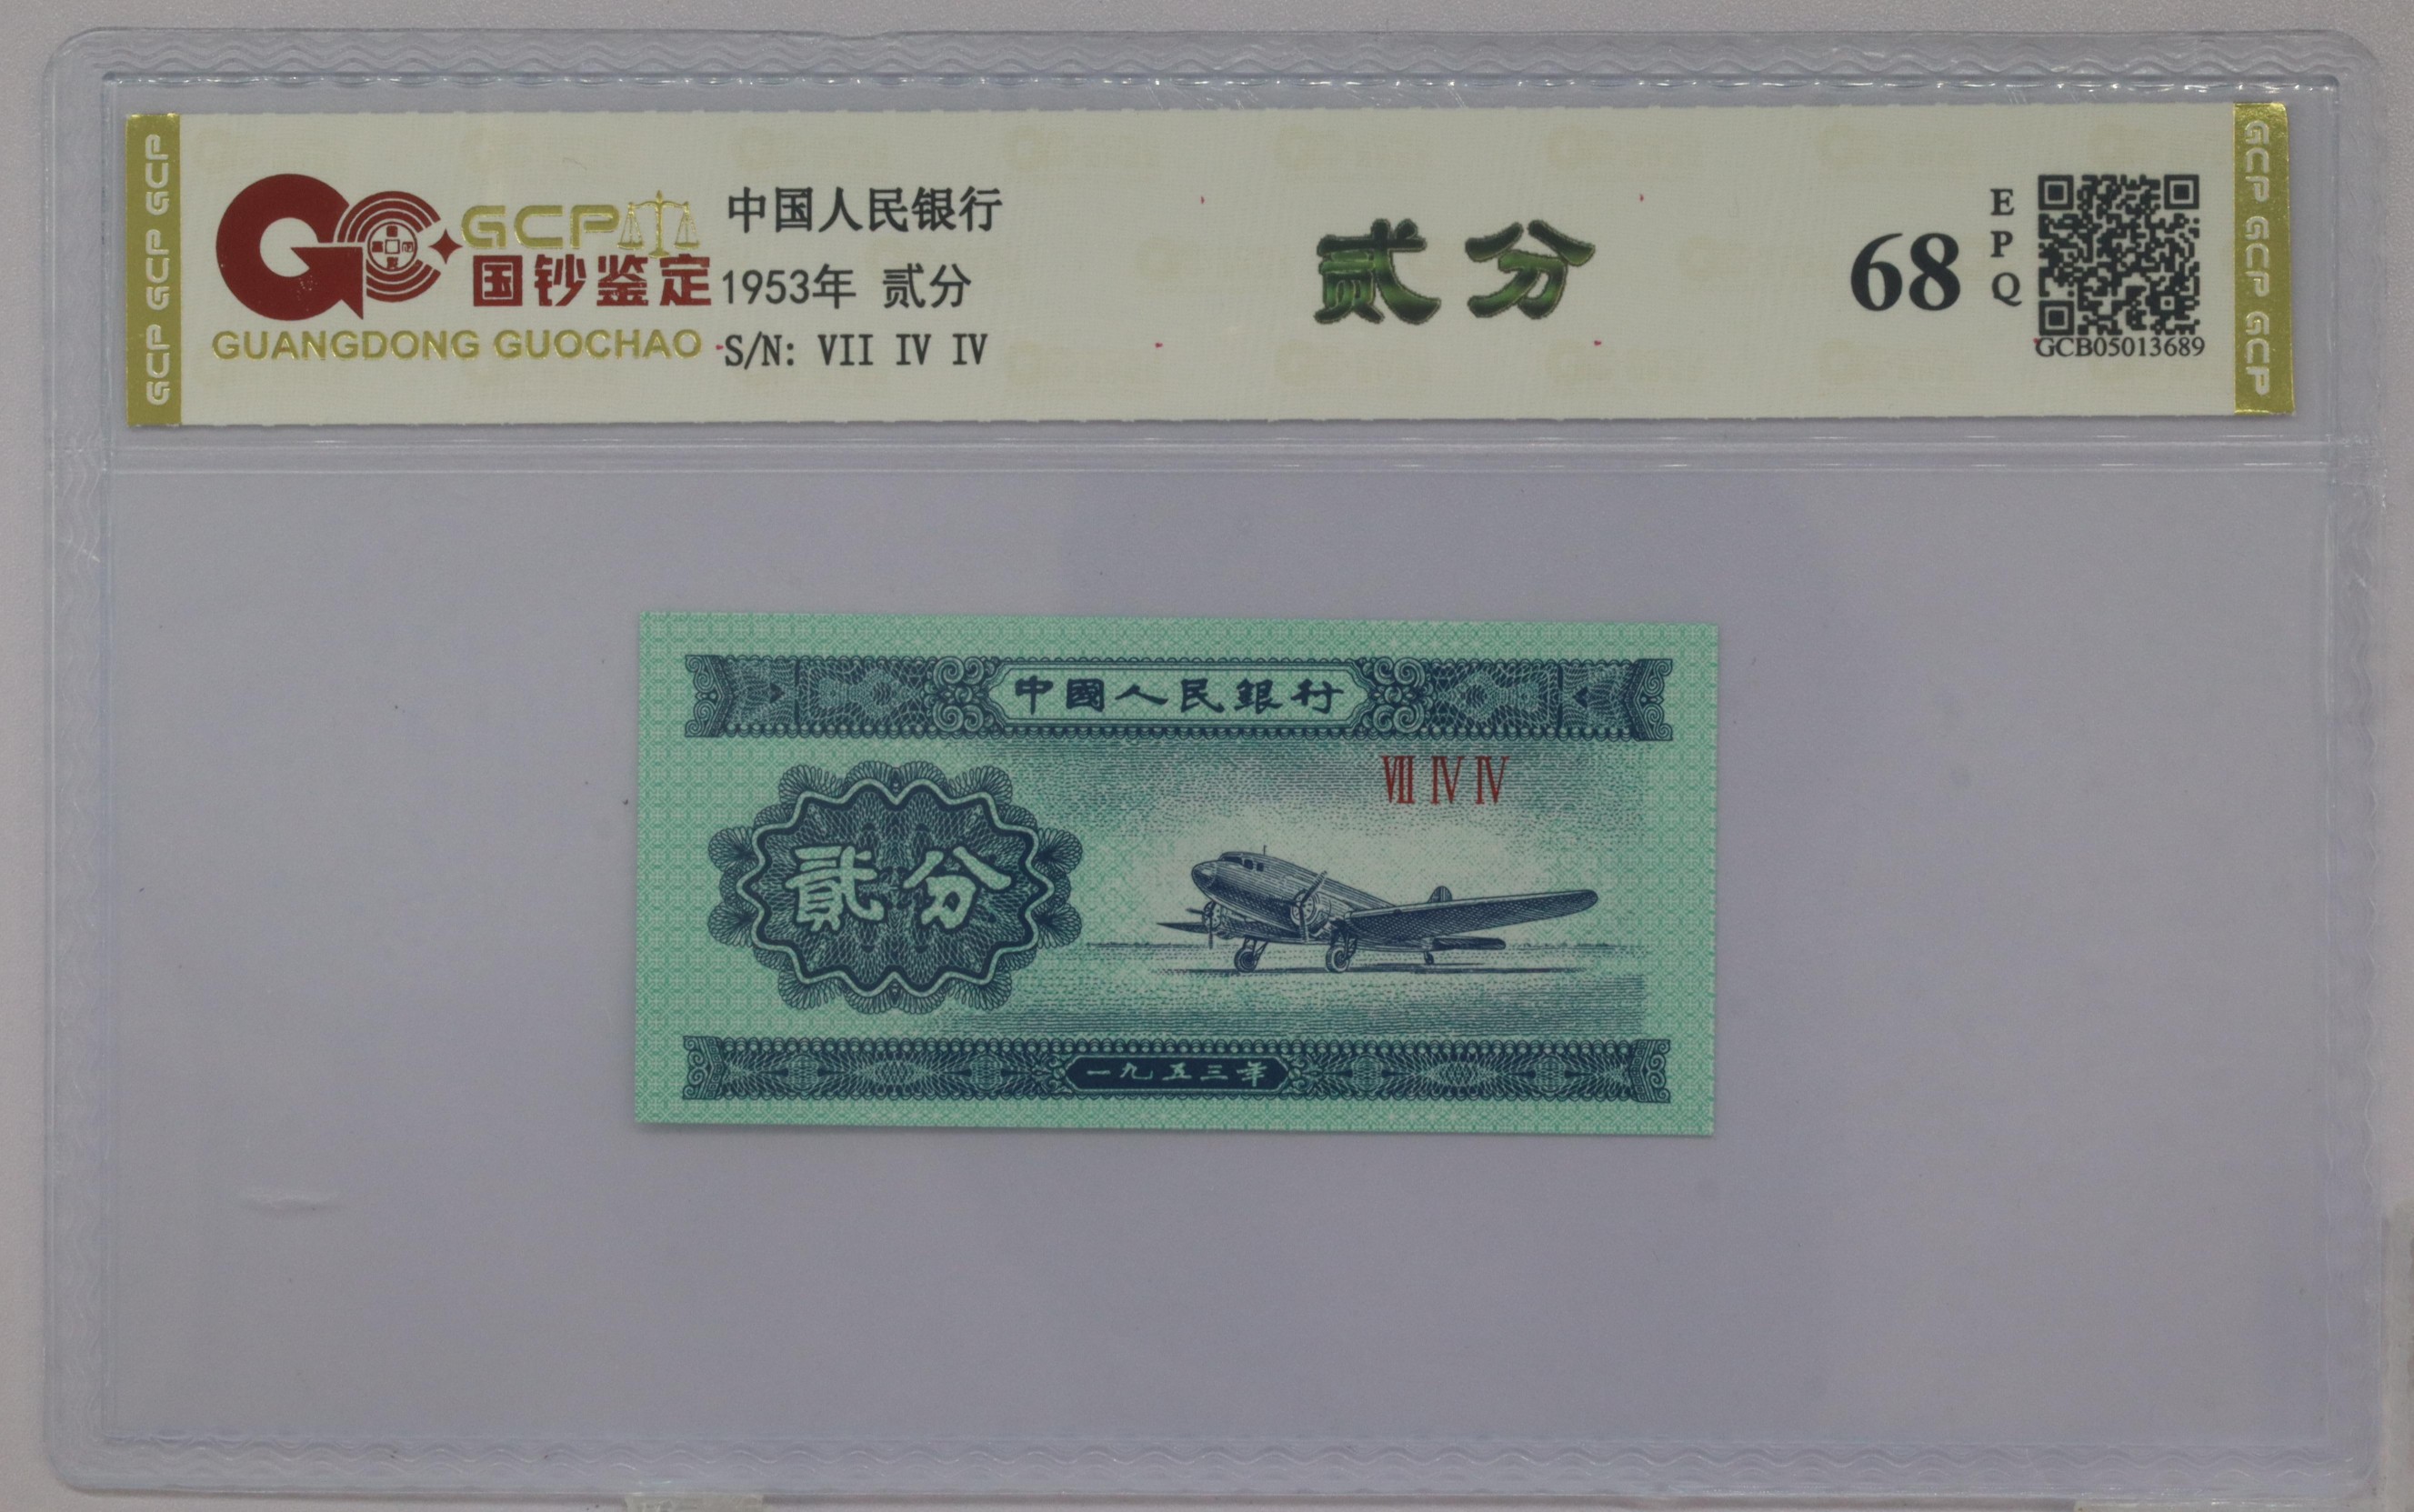 GCP GCP GCP
GCP
国钞鉴定
GUANGDONG GUOCHAO
中国人民银行
1953年 贰分
S/N: VII IV IV
贰分
68
EPQ
GCB05013689
GCP GCP GCP
中國人民銀行
Ⅶ Ⅳ Ⅳ
貳分
一九五三年